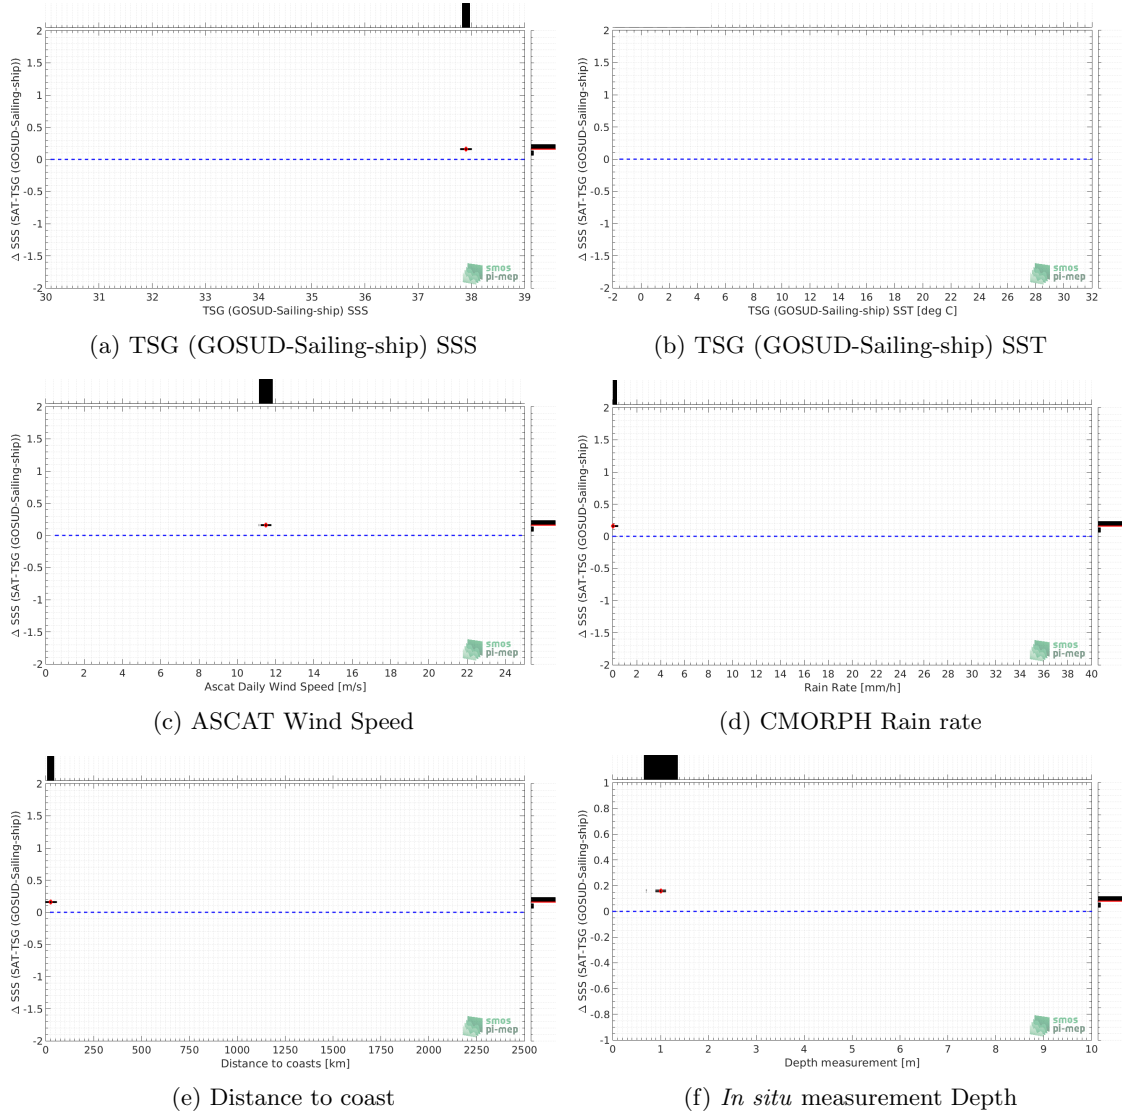 2
1.5
1
0.5
0
-0.5
-1
-1.5
-2
Δ SSS (SAT-TSG (GOSUD-Sailing-ship))
30 31 32 33 34 35 36 37 38 39
TSG (GOSUD-Sailing-ship) SSS
smos
pi-mep
(a) TSG (GOSUD-Sailing-ship) SSS
2
1.5
1
0.5
0
-0.5
-1
-1.5
-2
Δ SSS (SAT-TSG (GOSUD-Sailing-ship))
-2 0 2 4 6 8 10 12 14 16 18 20 22 24 26 28 30 32
TSG (GOSUD-Sailing-ship) SST [deg C]
smos
pi-mep
(b) TSG (GOSUD-Sailing-ship) SST
2
1.5
1
0.5
0
-0.5
-1
-1.5
-2
Δ SSS (SAT-TSG (GOSUD-Sailing-ship))
0 2 4 6 8 10 12 14 16 18 20 22 24
Ascat Daily Wind Speed [m/s]
smos
pi-mep
(c) ASCAT Wind Speed
2
1.5
1
0.5
0
-0.5
-1
-1.5
-2
Δ SSS (SAT-TSG (GOSUD-Sailing-ship))
0 2 4 6 8 10 12 14 16 18 20 22 24 26 28 30 32 34 36 38 40
Rain Rate [mm/h]
smos
pi-mep
(d) CMORPH Rain rate
2
1.5
1
0.5
0
-0.5
-1
-1.5
-2
Δ SSS (SAT-TSG (GOSUD-Sailing-ship))
0 250 500 750 1000 1250 1500 1750 2000 2250 2500
Distance to coasts [km]
smos
pi-mep
(e) Distance to coast
1
0.8
0.6
0.4
0.2
0
-0.2
-0.4
-0.6
-0.8
-1
Δ SSS (SAT-TSG (GOSUD-Sailing-ship))
0 1 2 3 4 5 6 7 8 9 10
Depth measurement [m]
smos
pi-mep
(f) In situ measurement Depth